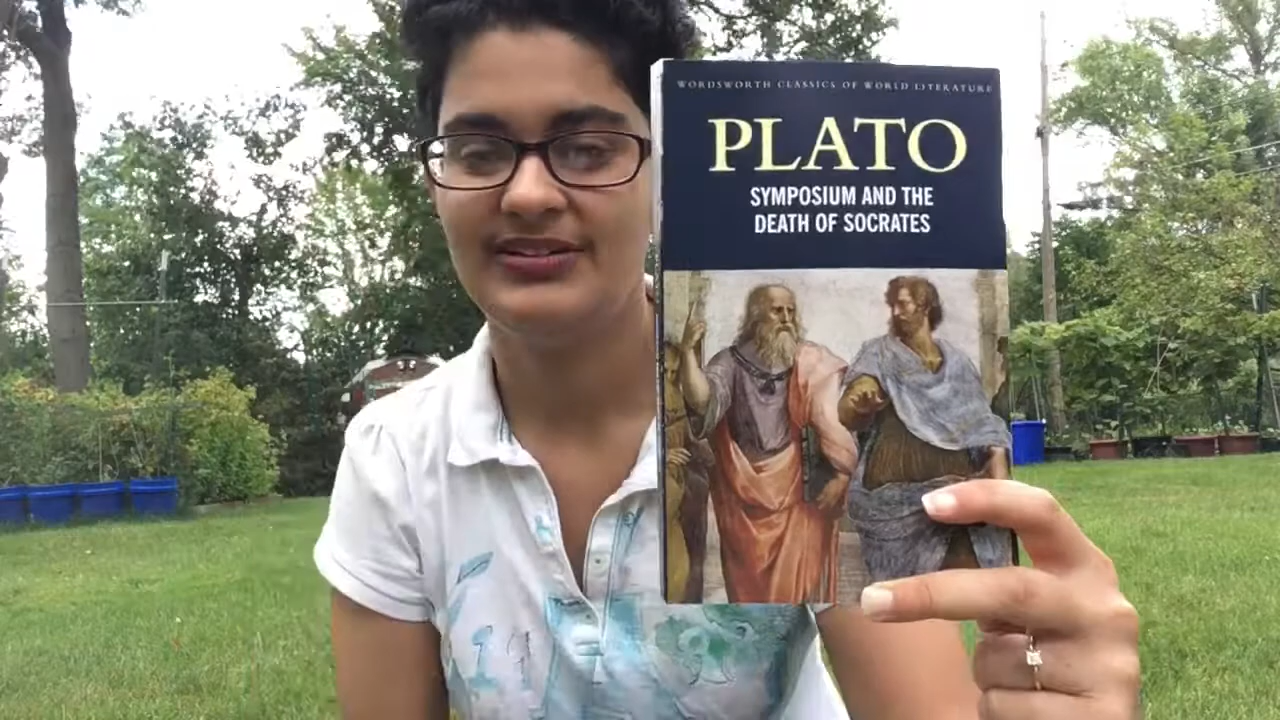 WORDSWORTH CLASSICS OF WORLD LITERATURE
PLATO
SYMPOSIUM AND THE
DEATH OF SOCRATES